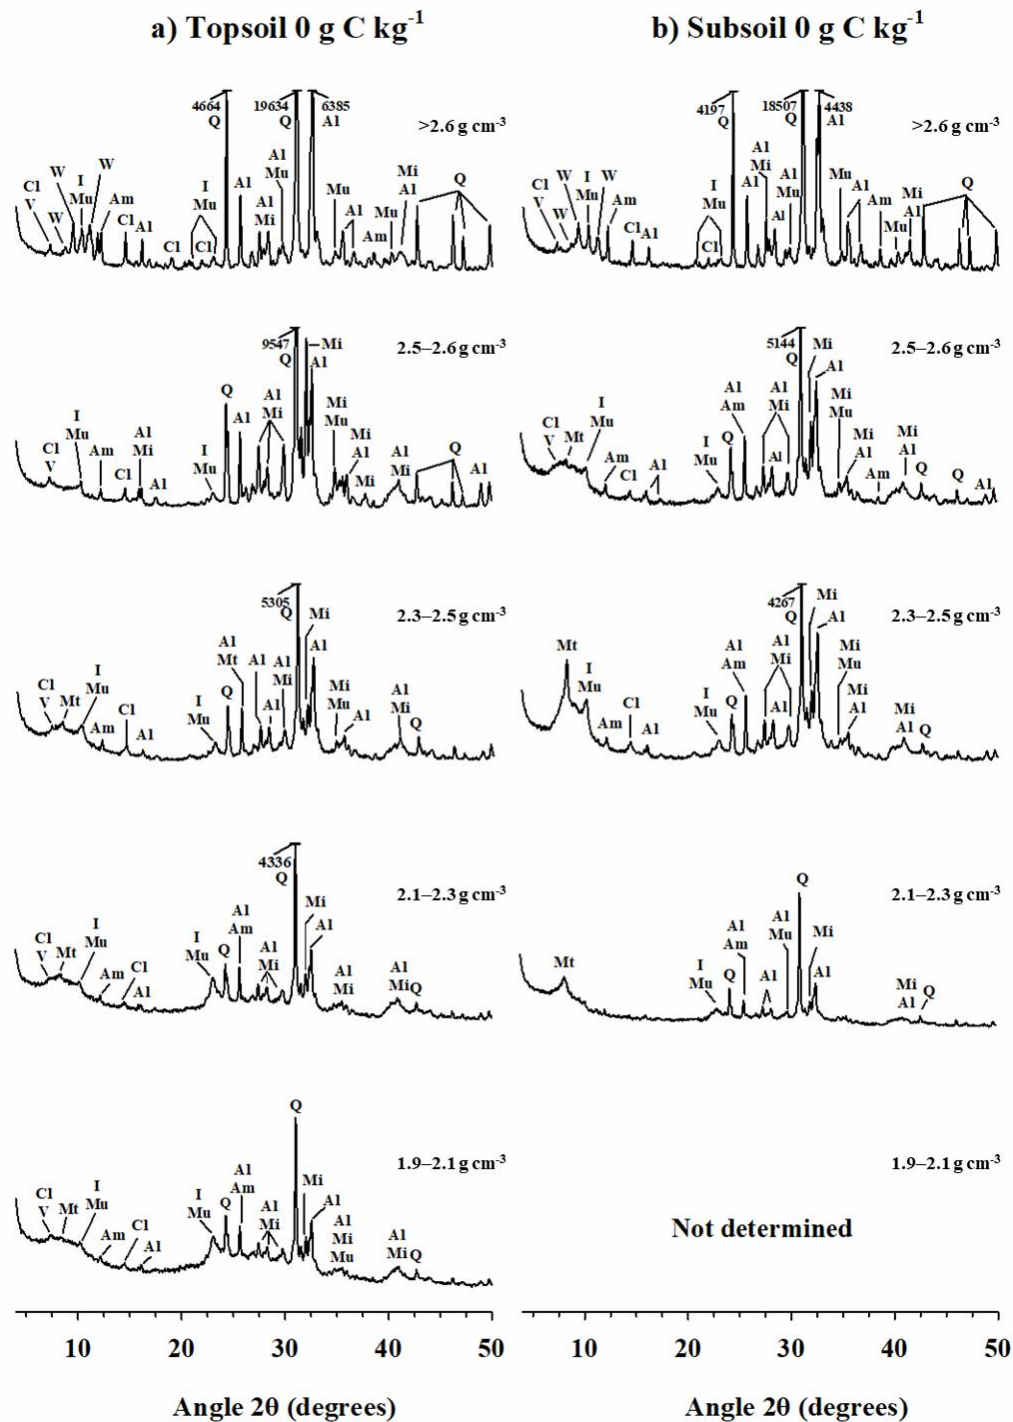 a) Topsoil 0 g C kg-1
b) Subsoil 0 g C kg-1
4664
Q
19634
Q
6385
Al
>2.6 g cm-3
Cl
V
W
W
I
Mu
W
Am
Cl
Al
Cl
I
Mu
Cl
Al
Al
Mi
Al
Mu
Mu
Al
Am
Mu
Mi
Al
Q
4197
Q
18507
Q
4438
Al
>2.6 g cm-3
Cl
V
W
W
I
Mu
W
Am
Cl
Al
I
Mu
Cl
Al
Al
Mi
Al
Al
Mu
Mu
Al
Am
Mu
Mi
Al
Q
9547
Q
Mi
Al
2.5–2.6 g cm-3
Cl
V
I
Mu
Am
Cl
Al
Mi
Al
I
Mu
Q
Al
Al
Mi
Mi
Mu
Mi
Al
Mi
Al
Mi
Q
Al
5144
Q
Mi
Al
2.5–2.6 g cm-3
Cl
V
Mt
I
Mu
Am
Cl
Al
I
Mu
Q
Al
Am
Al
Mi
Al
Mi
Mu
Mi
Al
Am
Mi
Al
Q
Q
Al
5305
Q
Mi
Al
2.3–2.5 g cm-3
Cl
V
Mt
I
Mu
Am
Cl
Al
I
Mu
Q
Al
Mt
Al
Al
Al
Mi
Mi
Mu
Al
Al
Mi
Q
4267
Q
Mi
Al
2.3–2.5 g cm-3
Mt
I
Mu
Am
Cl
Al
I
Mu
Q
Al
Am
Al
Mi
Al
Mi
Mu
Mi
Al
Mi
Al
Q
4336
Q
Mi
Al
2.1–2.3 g cm-3
Cl
V
Mt
I
Mu
Am
Cl
Al
I
Mu
Q
Al
Am
Al
Mi
Al
Mi
Al
Mi
Q
Q
Mi
Al
2.1–2.3 g cm-3
Mt
I
Mu
Q
Al
Am
Al
Al
Mu
Mi
Al
Q
Q
Mi
Al
1.9–2.1 g cm-3
Cl
V
Mt
I
Mu
Am
Cl
Al
I
Mu
Q
Al
Am
Al
Mi
Al
Mi
Mu
Al
Mi
Q
1.9–2.1 g cm-3
Not determined
10 20 30 40 50
10 20 30 40 50
Angle 2θ (degrees)
Angle 2θ (degrees)